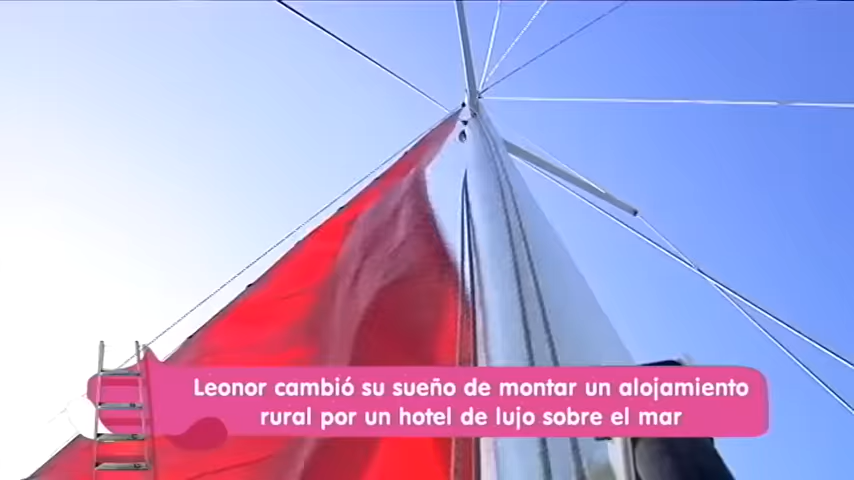 Leonor cambió su sueño de montar un alojamiento
rural por un hotel de lujo sobre el mar